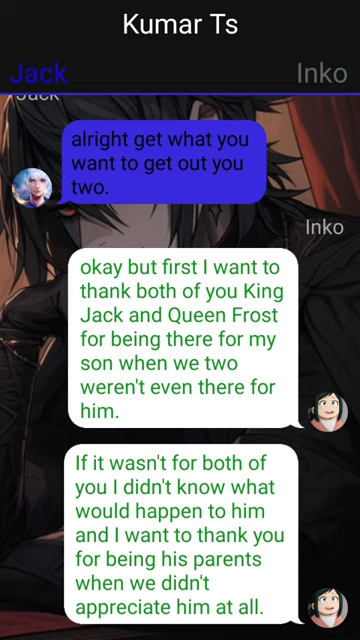 Kumar Ts
Jack
Inko
Jack
alright get what you
want to get out you
two.
Inko
okay but first I want to
thank both of you King
Jack and Queen Frost
for being there for my
son when we two
weren't even there for
him.
If it wasn't for both of
you I didn't know what
would happen to him
and I want to thank you
for being his parents
when we didn't
appreciate him at all.